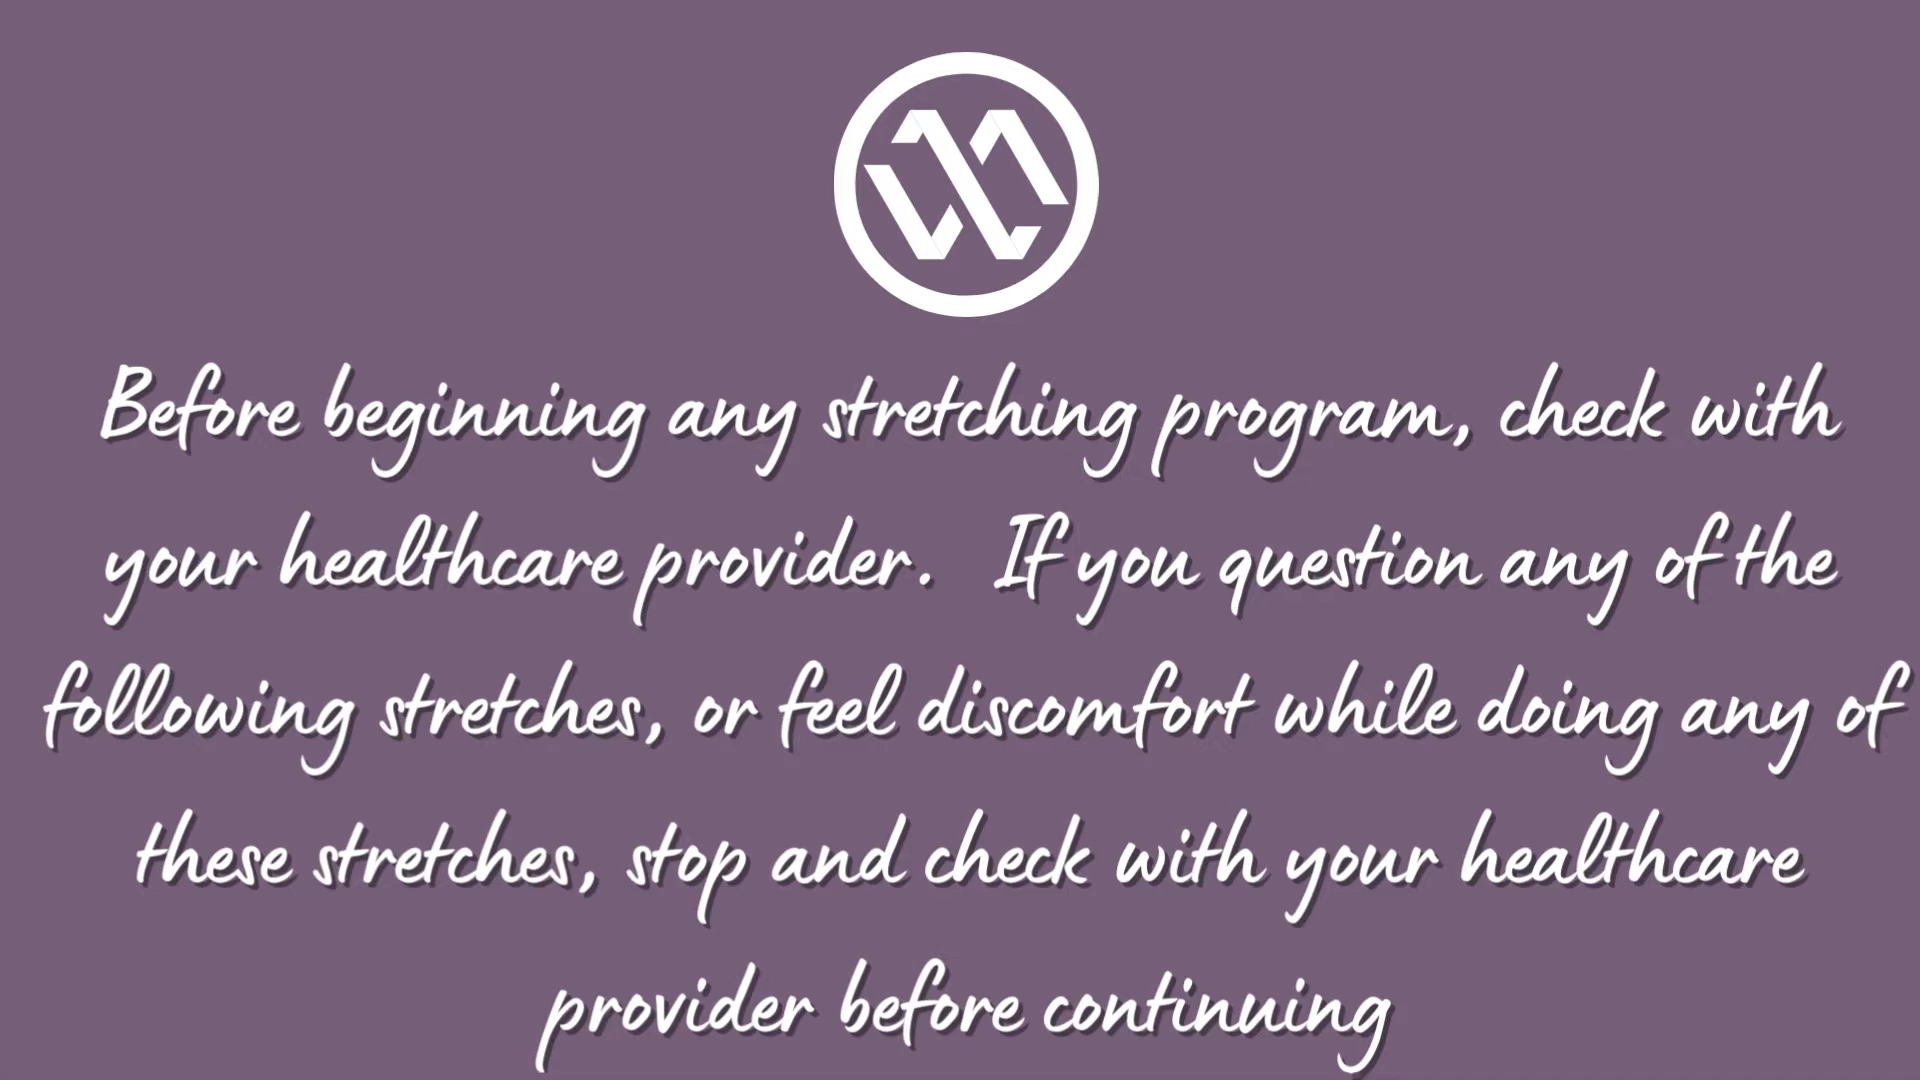 Before beginning any stretching program, check with
your healthcare provider. If you question any of the
following stretches, or feel discomfort while doing any of
these stretches, stop and check with your healthcare
provider before continuing